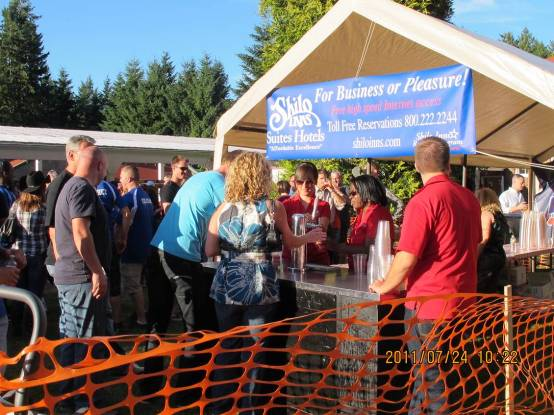 For Business or Pleasure!
Shilo
INNS
Free high speed Internet access
Suites Hotels
Toll Free Reservations 800.222.2244
"Affordable Excellence"
shiloinns.com
Shilo
2011/07/24 10:22